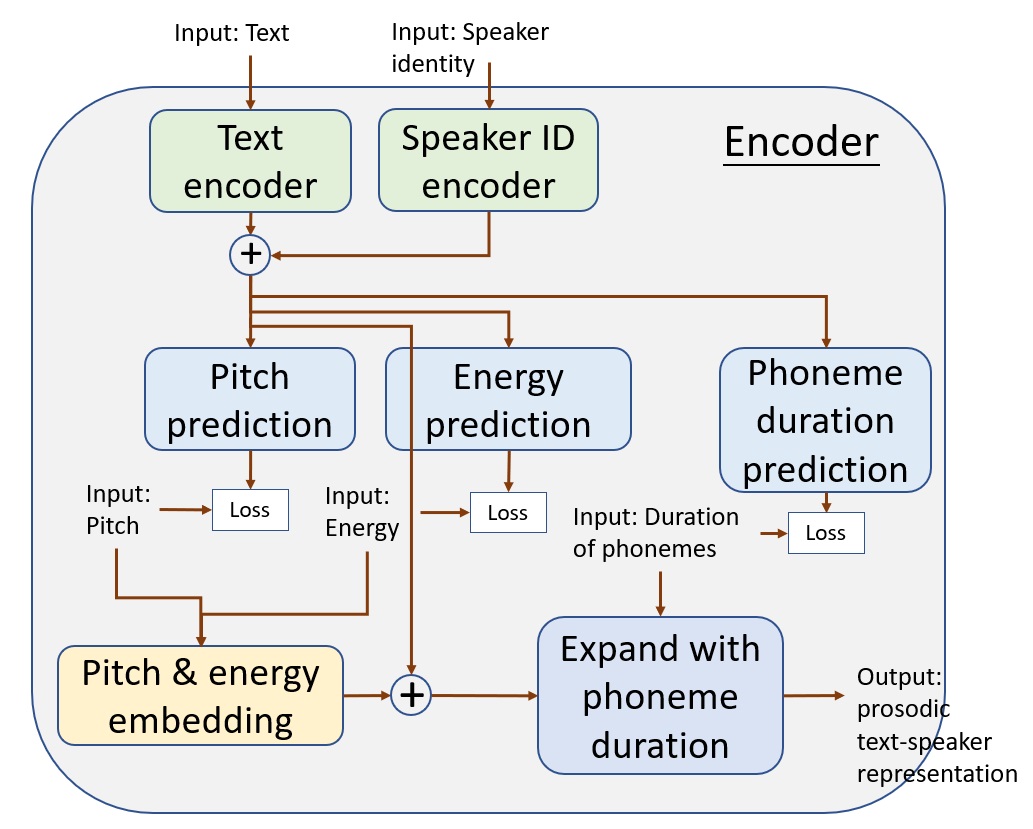 Input: Text
Input: Speaker
identity
Encoder
Text
encoder
Speaker ID
encoder
+
Pitch
prediction
Energy
prediction
Phoneme
duration
prediction
Input:
Pitch
Loss
Input:
Energy
Loss
Input: Duration
of phonemes
Loss
Pitch & energy
embedding
+
Expand with
phoneme
duration
Output:
prosodic
text-speaker
representation